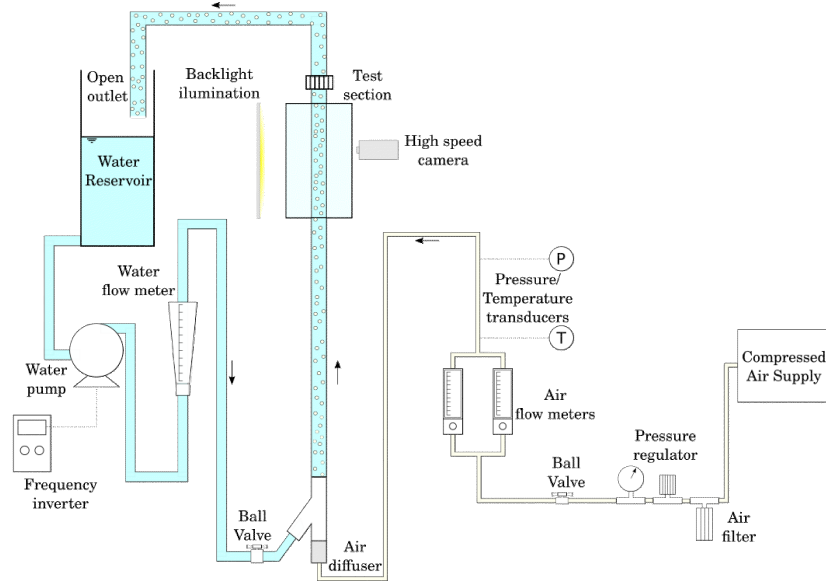 Open
outlet
Backlight
ilumination
Test
section
High speed
camera
Water
Reservoir
Water
flow meter
P
Pressure/
Temperature
transducers
T
Compressed
Air Supply
Water
pump
Air
flow meters
Pressure
regulator
Ball
Valve
Frequency
inverter
Ball
Valve
Air
diffuser
Air
filter